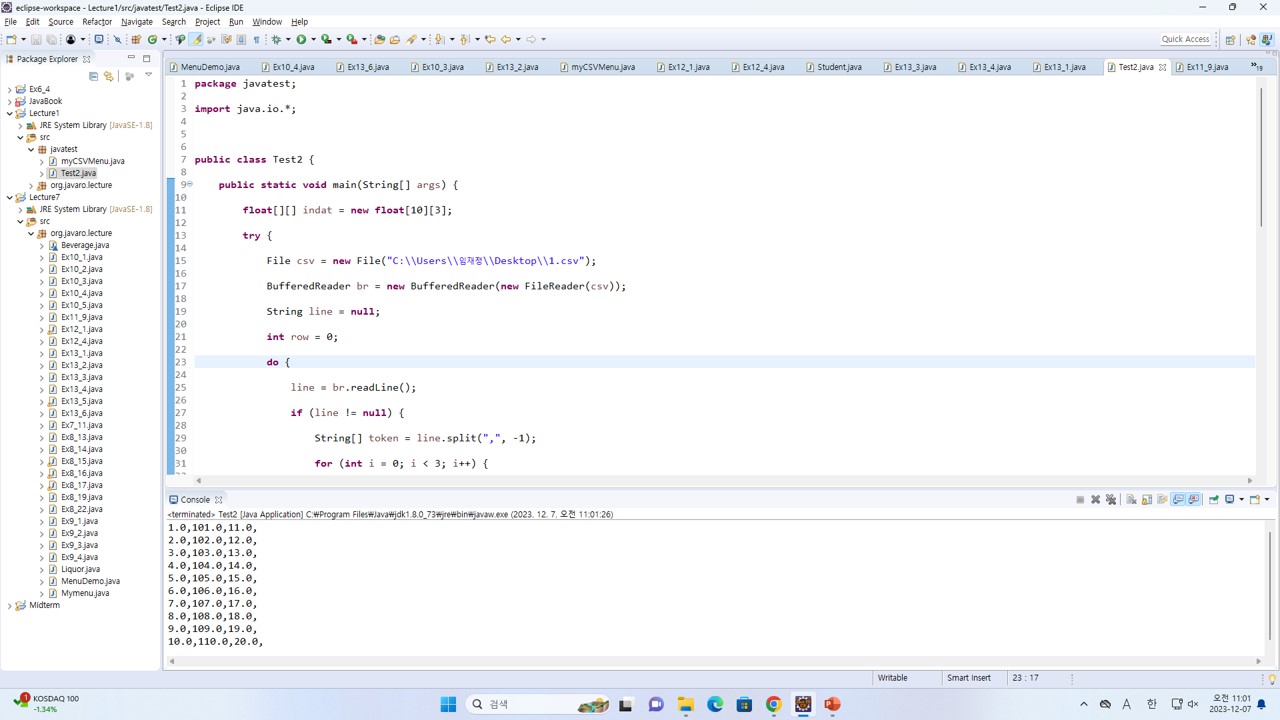 eclipse-workspace - Lecture1/src/javatest/Test2.java - Eclipse IDE
File Edit Source Refactor Navigate Search Project Run Window Help
Quick Access
Package Explorer
MenuDemo.java Ex10_4.java Ex13_6.java Ex10_3.java Ex13_2.java myCSVMenu.java Ex12_1.java Ex12_4.java Student.java Ex13_3.java Ex13_4.java Ex13_1.java Test2.java Ex11_9.java »19
Ex6_4
JavaBook
Lecture1
JRE System Library [JavaSE-1.8]
src
javatest
myCSVMenu.java
Test2.java
org.javaro.lecture
Lecture7
JRE System Library [JavaSE-1.8]
src
org.javaro.lecture
Beverage.java
Ex10_1.java
Ex10_2.java
Ex10_3.java
Ex10_4.java
Ex10_5.java
Ex11_9.java
Ex12_1.java
Ex12_4.java
Ex13_1.java
Ex13_2.java
Ex13_3.java
Ex13_4.java
Ex13_5.java
Ex13_6.java
Ex7_11.java
Ex8_13.java
Ex8_14.java
Ex8_15.java
Ex8_16.java
Ex8_17.java
Ex8_19.java
Ex8_22.java
Ex9_1.java
Ex9_2.java
Ex9_3.java
Ex9_4.java
Liquor.java
MenuDemo.java
Mymenu.java
Midterm
1 package javatest;
2
3 import java.io.*;
4
5
6
7 public class Test2 {
8
9 public static void main(String[] args) {
10
11 float[][] indat = new float[10][3];
12
13 try {
14
15 File csv = new File("C:\\Users\\임재정\\Desktop\\1.csv");
16
17 BufferedReader br = new BufferedReader(new FileReader(csv));
18
19 String line = null;
20
21 int row = 0;
22
23 do {
24
25 line = br.readLine();
26
27 if (line != null) {
28
29 String[] token = line.split(",", -1);
30
31 for (int i = 0; i < 3; i++) {
Console
<terminated> Test2 [Java Application] C:₩Program Files₩Java₩jdk1.8.0_73₩jre₩bin₩javaw.exe (2023. 12. 7. 오전 11:01:26)
1.0,101.0,11.0,
2.0,102.0,12.0,
3.0,103.0,13.0,
4.0,104.0,14.0,
5.0,105.0,15.0,
6.0,106.0,16.0,
7.0,107.0,17.0,
8.0,108.0,18.0,
9.0,109.0,19.0,
10.0,110.0,20.0,
Writable Smart Insert 23 : 17
1
KOSDAQ 100
-1.34%
검색
A 한
오전 11:01
2023-12-07